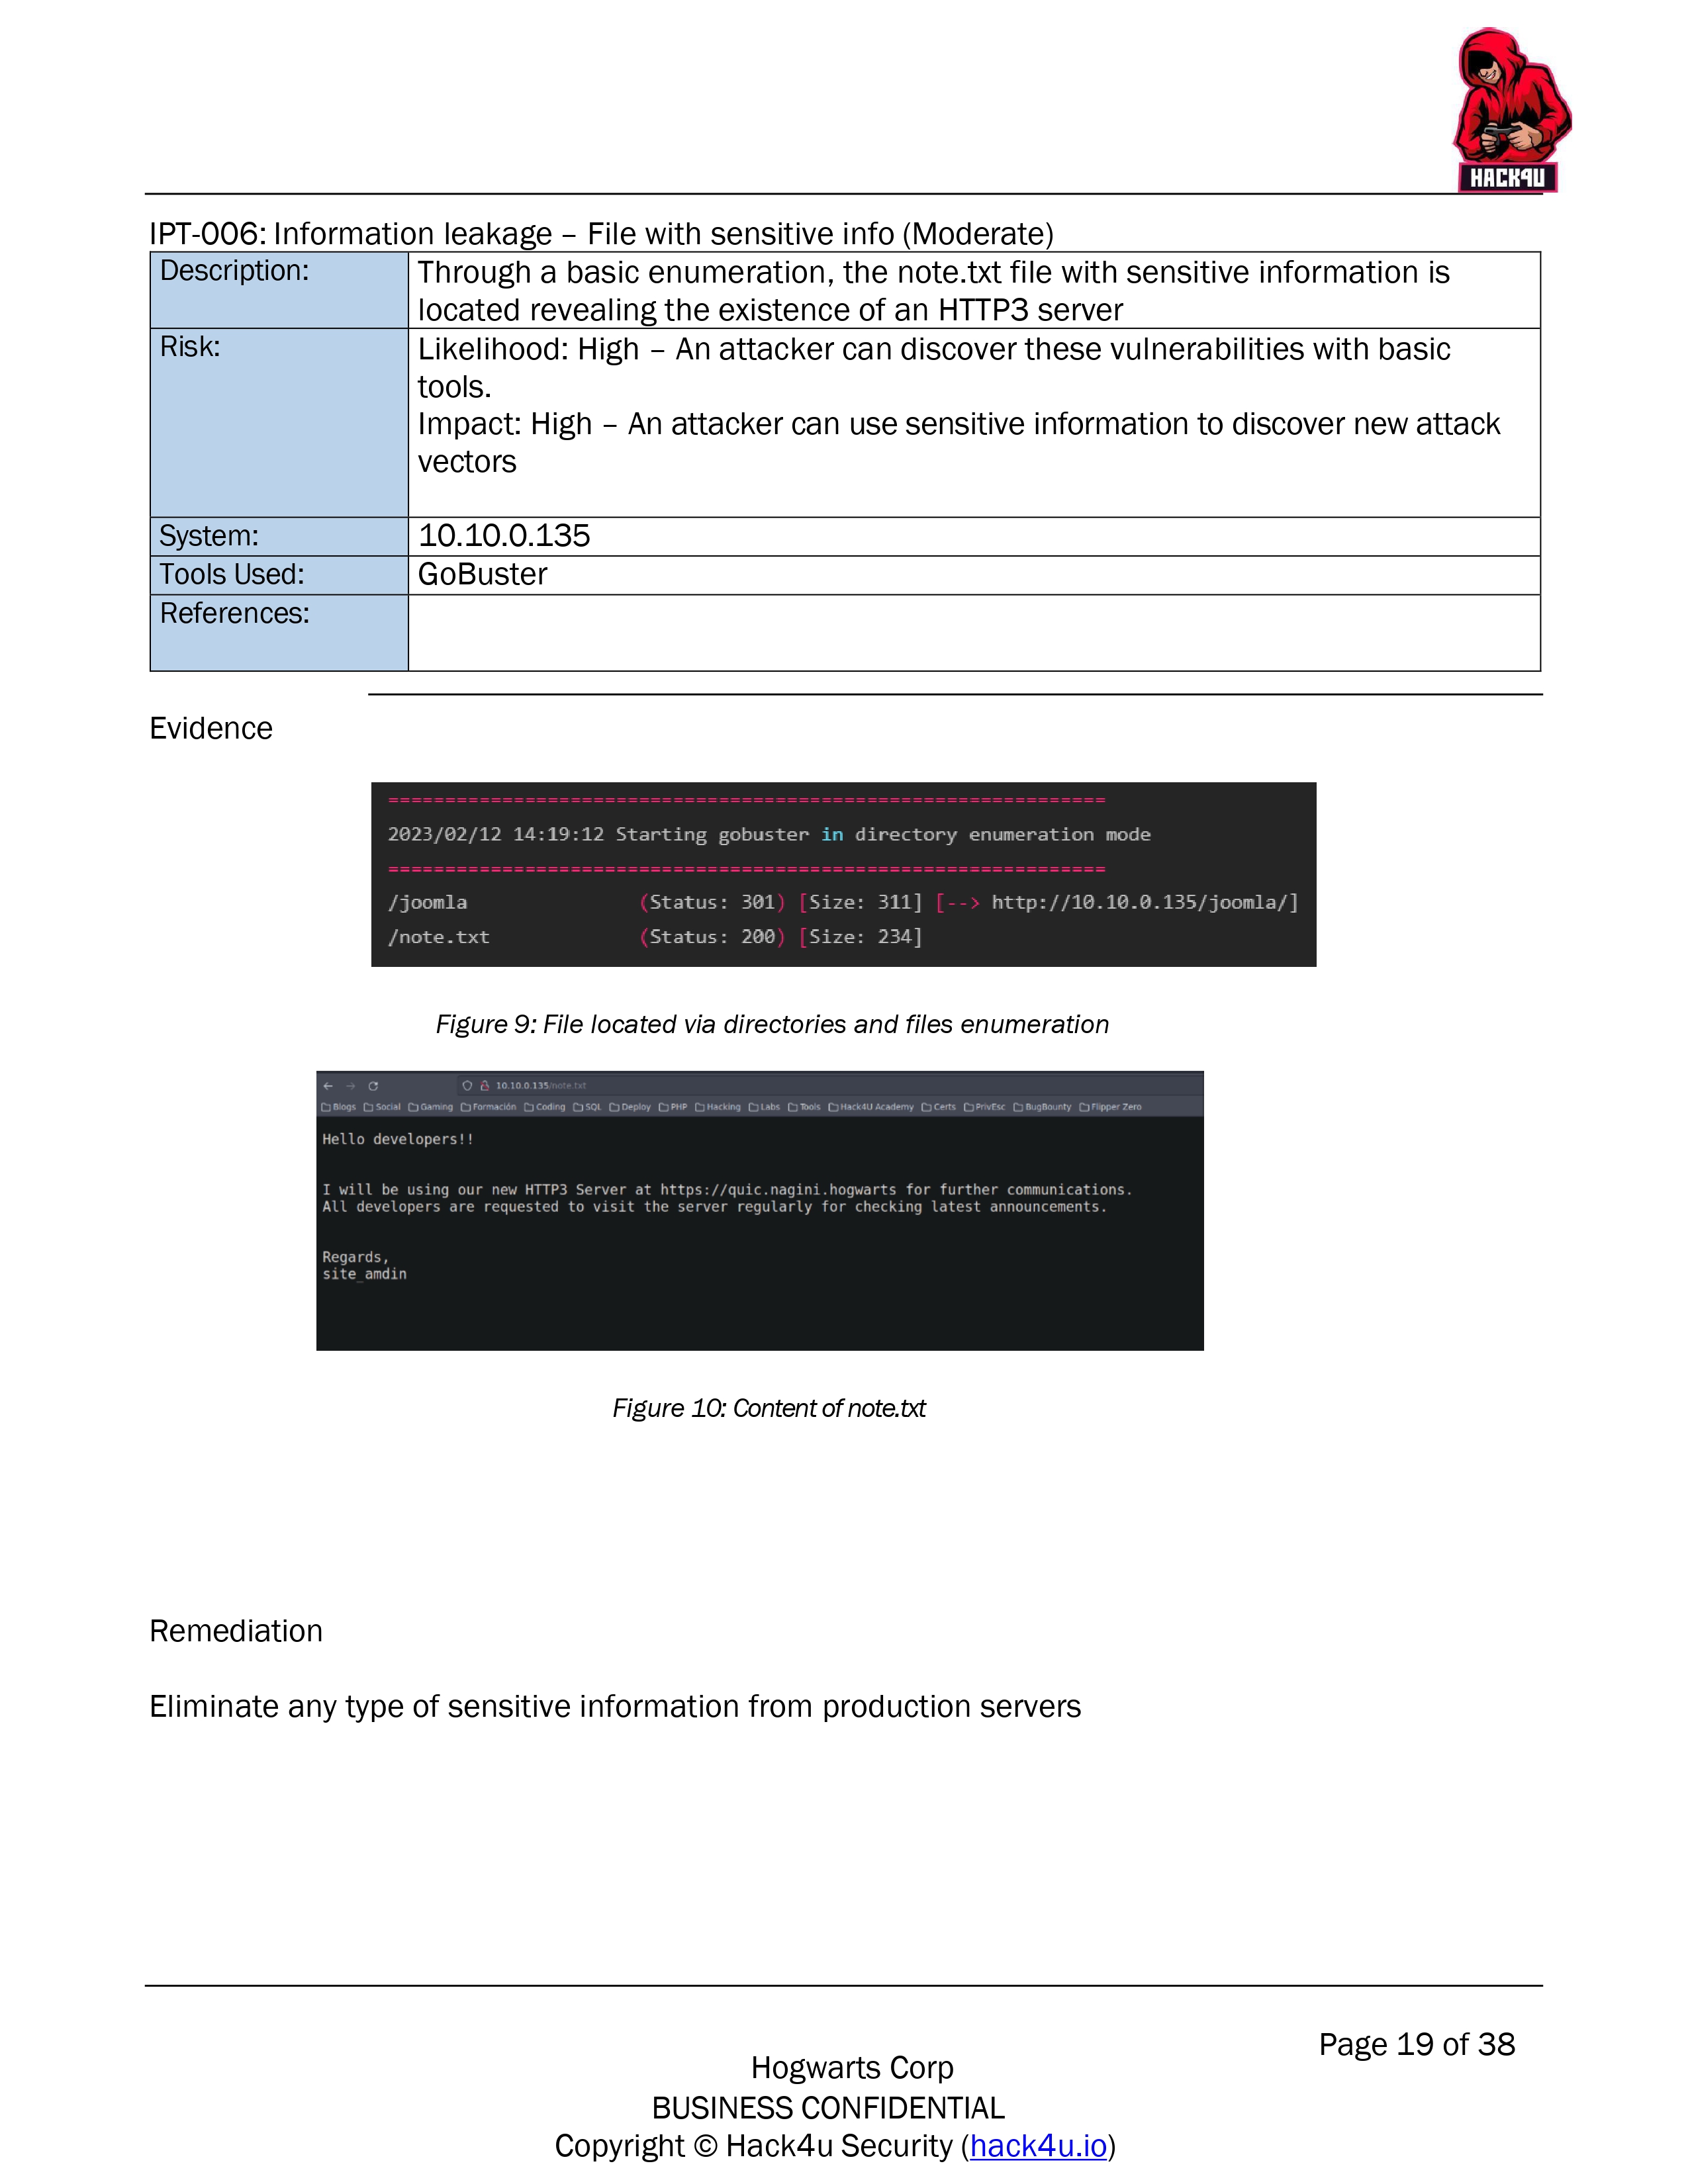 HACK4U
IPT-006: Information leakage – File with sensitive info (Moderate)
Description:
Through a basic enumeration, the note.txt file with sensitive information is
located revealing the existence of an HTTP3 server
Risk:
Likelihood: High – An attacker can discover these vulnerabilities with basic
tools.
Impact: High – An attacker can use sensitive information to discover new attack
vectors
System:
10.10.0.135
Tools Used:
GoBuster
References:
Evidence
===============================================================
2023/02/12 14:19:12 Starting gobuster in directory enumeration mode
===============================================================
/joomla (Status: 301) [Size: 311] [--> http://10.10.0.135/joomla/]
/note.txt (Status: 200) [Size: 234]
Figure 9: File located via directories and files enumeration
10.10.0.135/note.txt
Blogs Social Gaming Formación Coding SQL Deploy PHP Hacking Labs Tools Hack4U Academy Certs PrivEsc BugBounty Flipper Zero
Hello developers!!
I will be using our new HTTP3 Server at https://quic.nagini.hogwarts for further communications.
All developers are requested to visit the server regularly for checking latest announcements.
Regards,
site_amdin
Figure 10: Content of note.txt
Remediation
Eliminate any type of sensitive information from production servers
Page 19 of 38
Hogwarts Corp
BUSINESS CONFIDENTIAL
Copyright © Hack4u Security (hack4u.io)